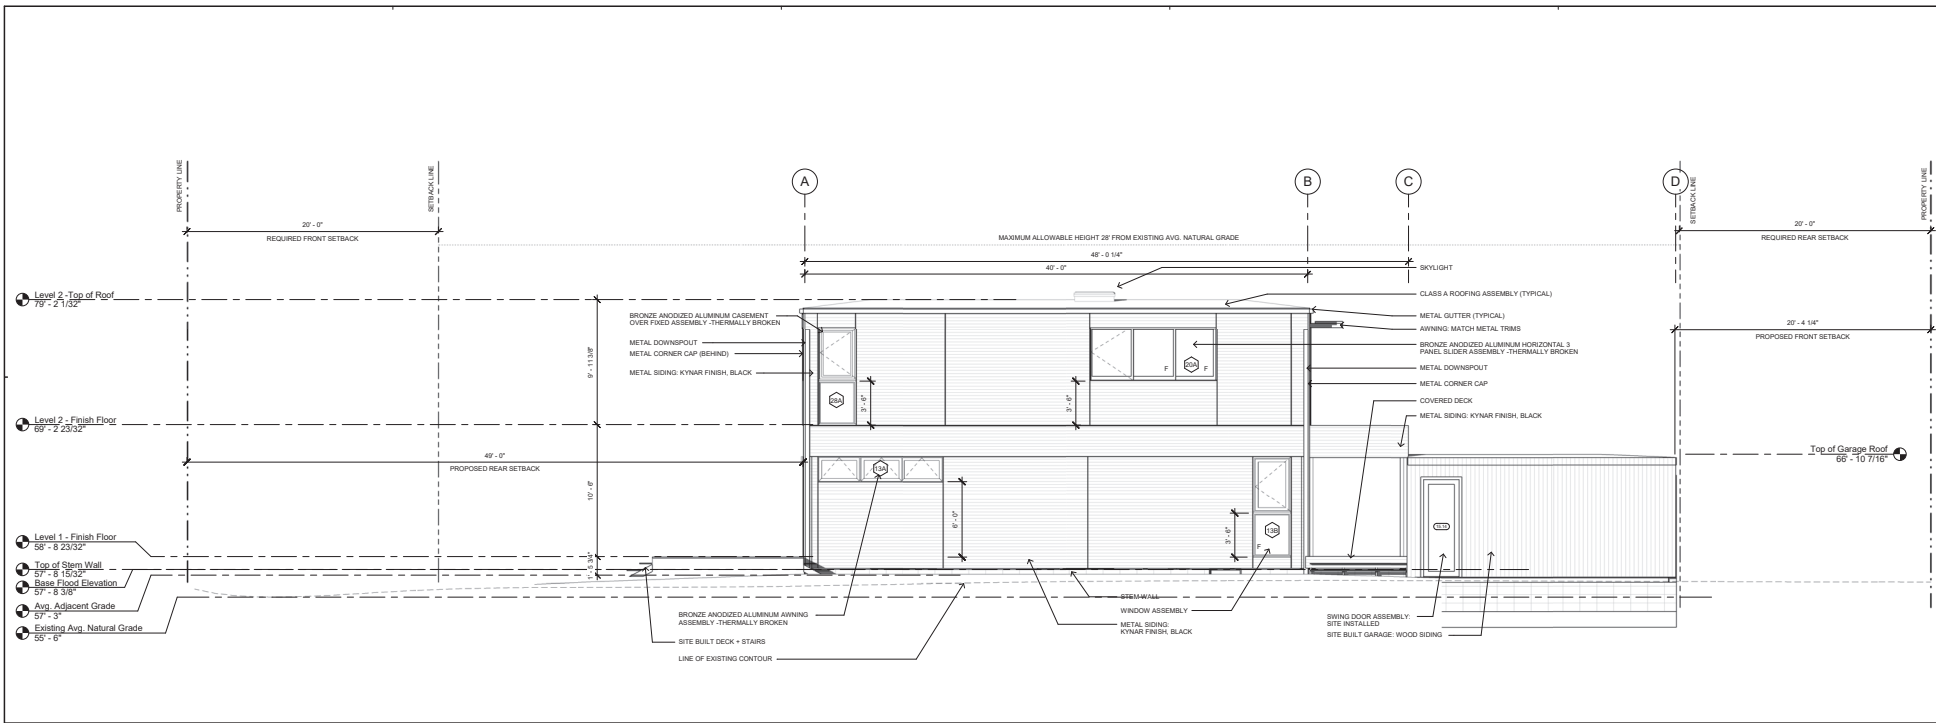 PROPERTY LINE
SETBACK LINE
A
B
C
D
SETBACK LINE
PROPERTY LINE
20' - 0"
REQUIRED FRONT SETBACK
20' - 0"
REQUIRED REAR SETBACK
MAXIMUM ALLOWABLE HEIGHT 28' FROM EXISTING AVG. NATURAL GRADE
48' - 0 1/4"
40' - 0"
SKYLIGHT
Level 2 -Top of Roof
79' - 2 1/32"
CLASS A ROOFING ASSEMBLY (TYPICAL)
BRONZE ANODIZED ALUMINUM CASEMENT
OVER FIXED ASSEMBLY -THERMALLY BROKEN
METAL GUTTER (TYPICAL)
AWNING: MATCH METAL TRIMS
20' - 4 1/4"
PROPOSED FRONT SETBACK
METAL DOWNSPOUT
METAL CORNER CAP (BEHIND)
METAL SIDING: KYNAR FINISH, BLACK
BRONZE ANODIZED ALUMINUM HORIZONTAL 3
PANEL SLIDER ASSEMBLY -THERMALLY BROKEN
F
20A
F
METAL DOWNSPOUT
METAL CORNER CAP
9' - 11 3/8"
28A
3' - 6"
3' - 6"
COVERED DECK
METAL SIDING: KYNAR FINISH, BLACK
Level 2 - Finish Floor
69' - 2 23/32"
Top of Garage Roof
66' - 10 7/16"
49' - 0"
PROPOSED REAR SETBACK
13A
10' - 6"
6' - 0"
3' - 6"
13B
F
Level 1 - Finish Floor
58' - 8 23/32"
Top of Stem Wall
57' - 8 15/32"
Base Flood Elevation
57' - 8 3/8"
1' - 5 3/4"
Avg. Adjacent Grade
57' - 3"
Existing Avg. Natural Grade
55' - 6"
STEM WALL
WINDOW ASSEMBLY
METAL SIDING:
KYNAR FINISH, BLACK
BRONZE ANODIZED ALUMINUM AWNING
ASSEMBLY -THERMALLY BROKEN
SITE BUILT DECK + STAIRS
LINE OF EXISTING CONTOUR
SWING DOOR ASSEMBLY:
SITE INSTALLED
SITE BUILT GARAGE: WOOD SIDING